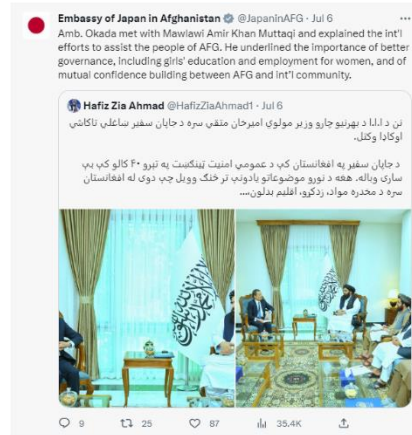 Embassy of Japan in Afghanistan @JapaninAFG · Jul 6
Amb. Okada met with Mawlawi Amir Khan Muttaqi and explained the int'l
efforts to assist the people of AFG. He underlined the importance of better
governance, including girls' education and employment for women, and of
mutual confidence building between AFG and int'l community.
Hafiz Zia Ahmad @HafizZiaAhmad1 · Jul 6
نن د ا.ا.ا د بهرنیو چارو وزیر مولوي امیرخان متقي سره د جاپان سفیر ښاغلي تاکاشي
اوکاډا وکتل.
د جاپان سفیر په افغانستان کې د عمومي امنیت ټینګښت په تیرو ۴۰ کالو کې بې
ساری وباله. هغه د نورو موضوعاتو یادونې تر څنګ وویل چې دوی له افغانستان
سره د مخدره مواد، زدکړو، اقلیم بدلون....
9
25
87
35.4K